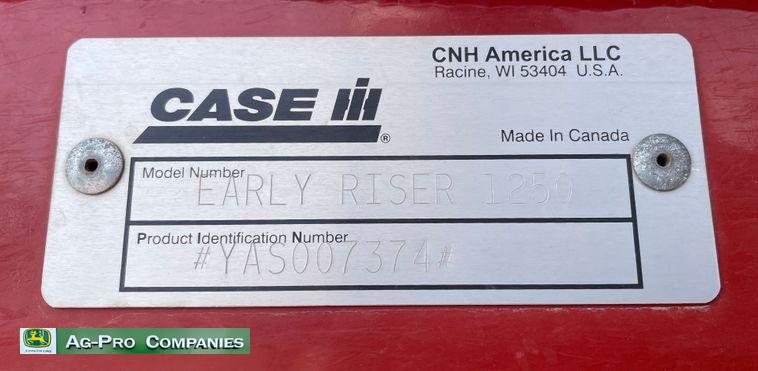 CNH America LLC
Racine, WI 53404 U.S.A.
CASE IH
®
Made In Canada
Model Number
EARLY RISER 1250
Product Identification Number
#YAS007374#
AG-PRO COMPANIES